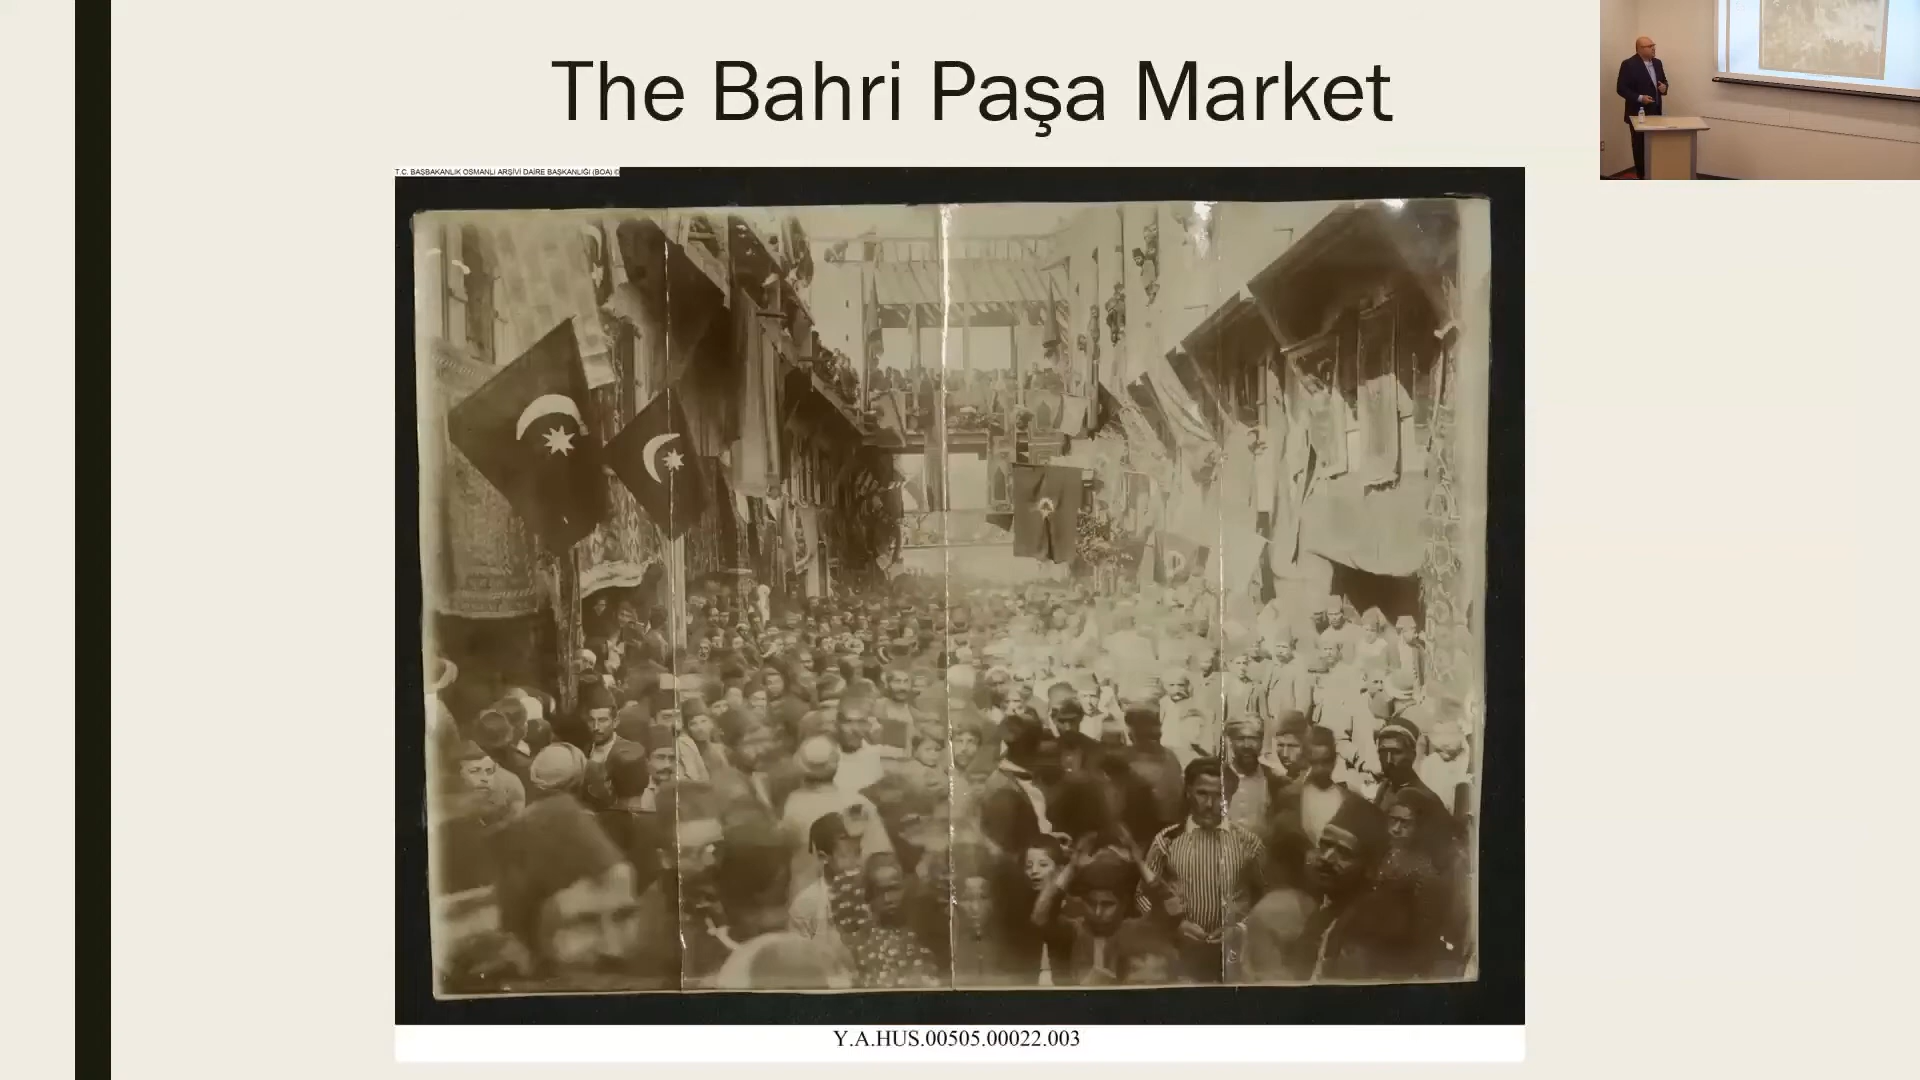 The Bahri Paşa Market
T.C. BAŞBAKANLIK OSMANLI ARŞİVİ DAİRE BAŞKANLIĞI (BOA) ©
Y.A.HUS.00505.00022.003